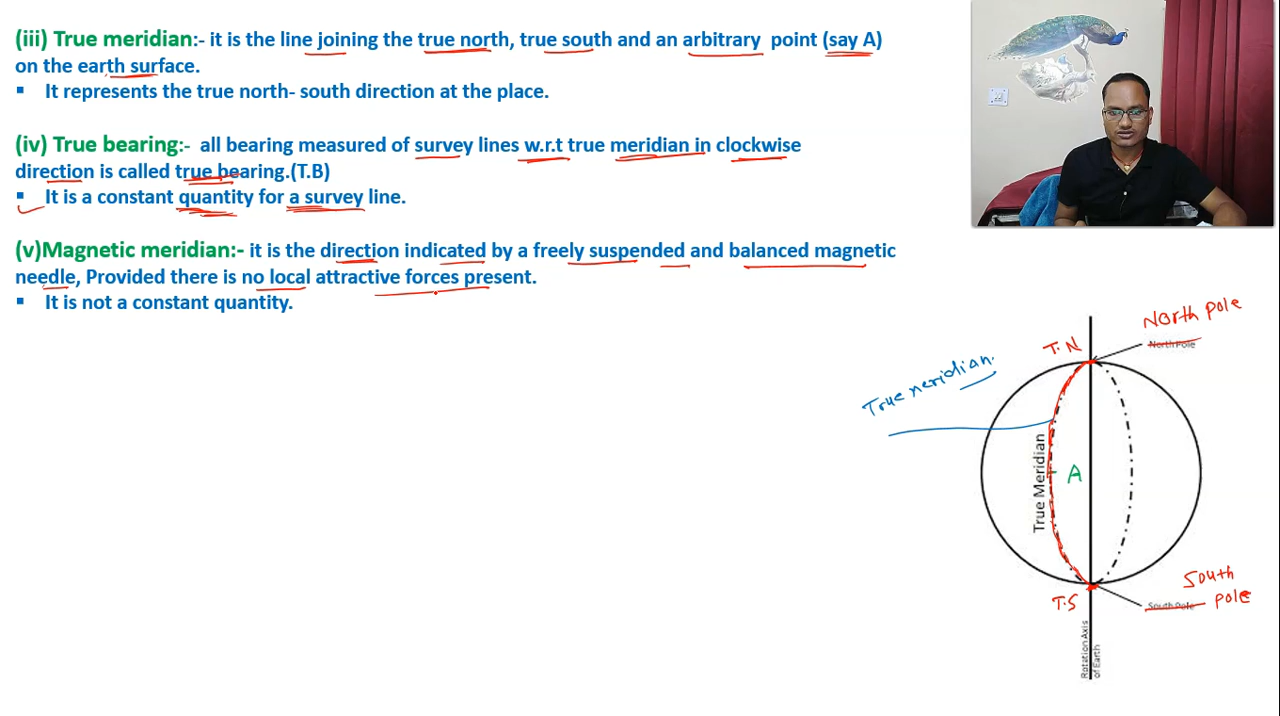 (iii) True meridian:- it is the line joining the true north, true south and an arbitrary point (say A)
on the earth surface.
▪ It represents the true north- south direction at the place.
(iv) True bearing:- all bearing measured of survey lines w.r.t true meridian in clockwise
direction is called true bearing.(T.B)
▪ It is a constant quantity for a survey line.
(v)Magnetic meridian:- it is the direction indicated by a freely suspended and balanced magnetic
needle, Provided there is no local attractive forces present.
▪ It is not a constant quantity.
North pole
T.N
North Pole
True meridian.
True Meridian
A
South
pole
T.S
South Pole
Rotation Axis
of Earth